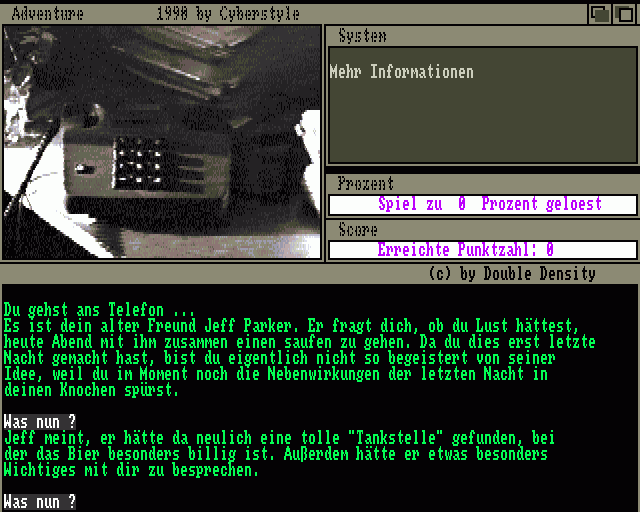 Adventure 1990 by Cyberstyle
System
Mehr Informationen
Prozent
Spiel zu 0 Prozent geloest
Score
Erreichte Punktzahl: 0
(c) by Double Density
Du gehst ans Telefon ...
Es ist dein alter Freund Jeff Parker. Er fragt dich, ob du Lust hättest,
heute Abend mit ihm zusammen einen saufen zu gehen. Da du dies erst letzte
Nacht gemacht hast, bist du eigentlich nicht so begeistert von seiner
Idee, weil du im Moment noch die Nebenwirkungen der letzten Nacht in
deinen Knochen spürst.
Was nun ?
Jeff meint, er hätte da neulich eine tolle "Tankstelle" gefunden, bei
der das Bier besonders billig ist. Außerdem hätte er etwas besonders
Wichtiges mit dir zu besprechen.
Was nun ?